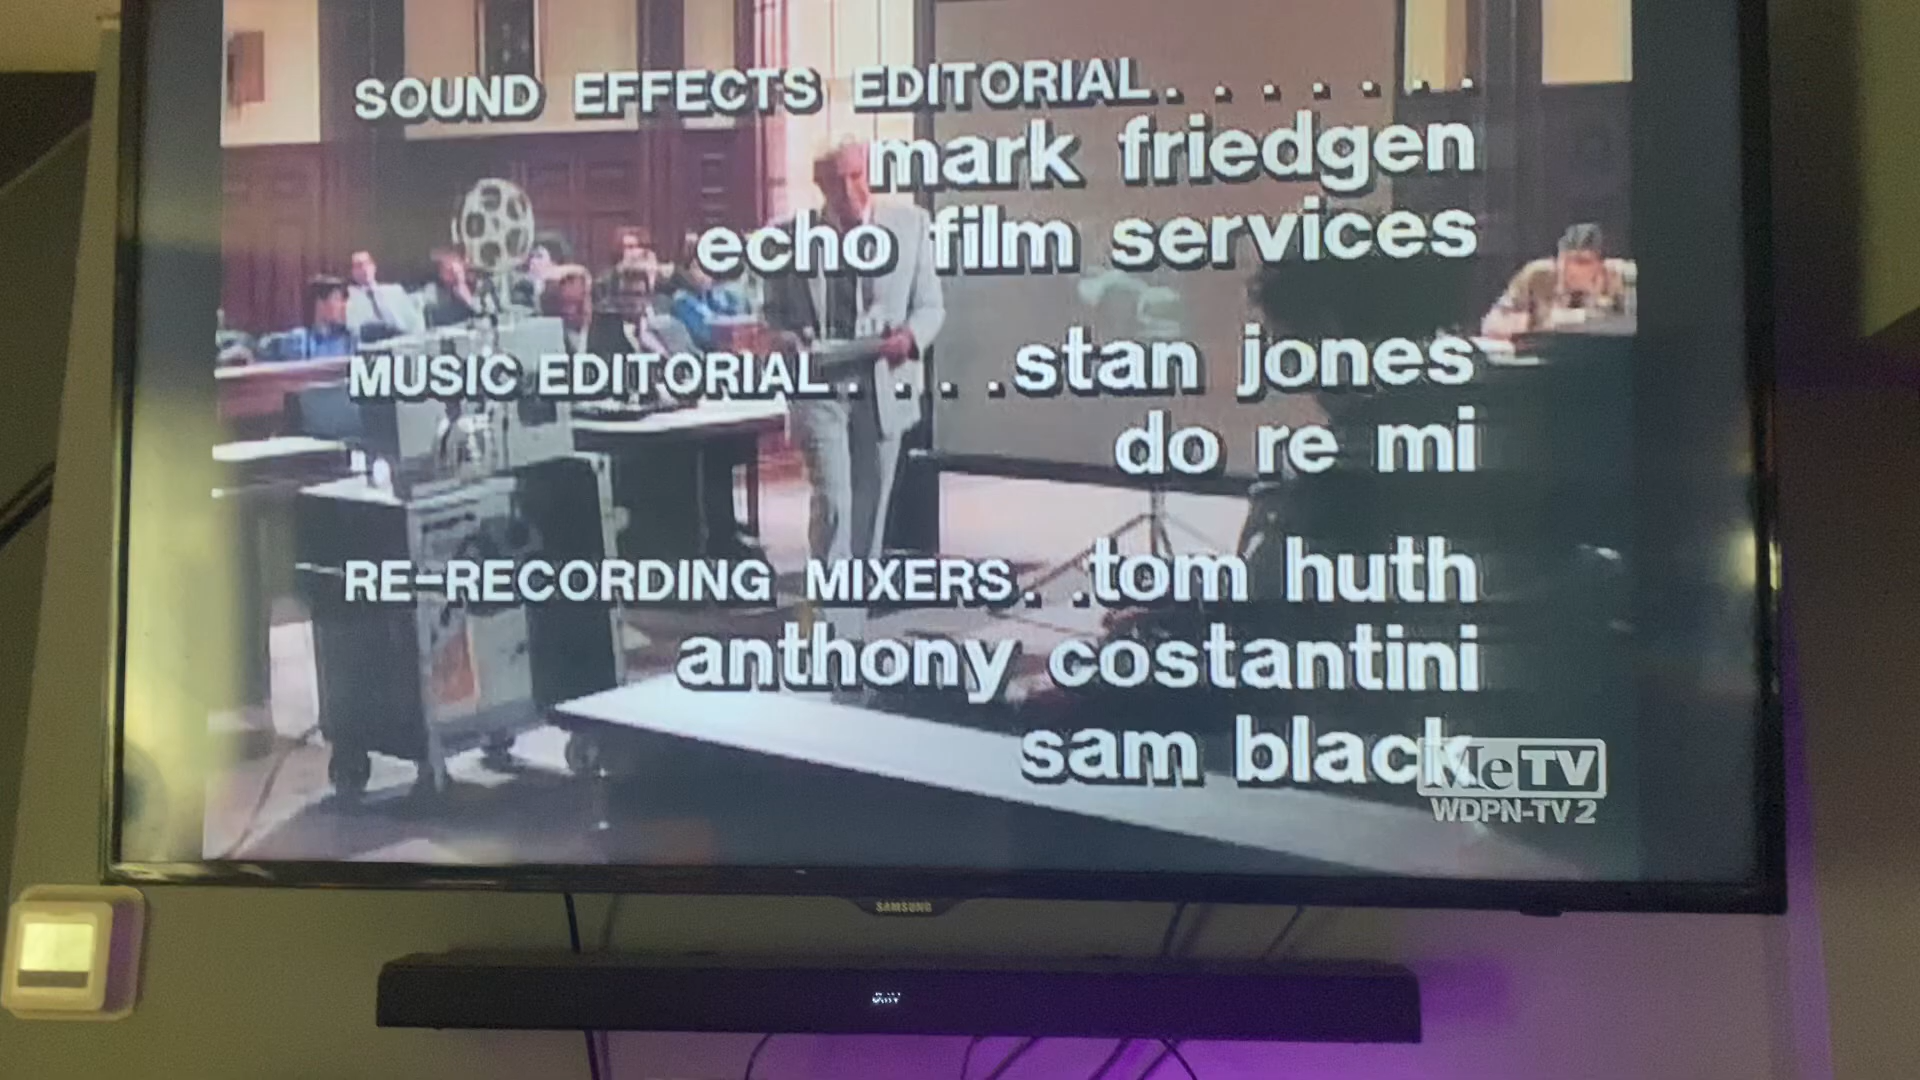 SOUND EFFECTS EDITORIAL.......
mark friedgen
echo film services
MUSIC EDITORIAL.....stan jones
do re mi
RE-RECORDING MIXERS..tom huth
anthony costantini
sam black
MeTV
WDPN-TV 2
SAMSUNG